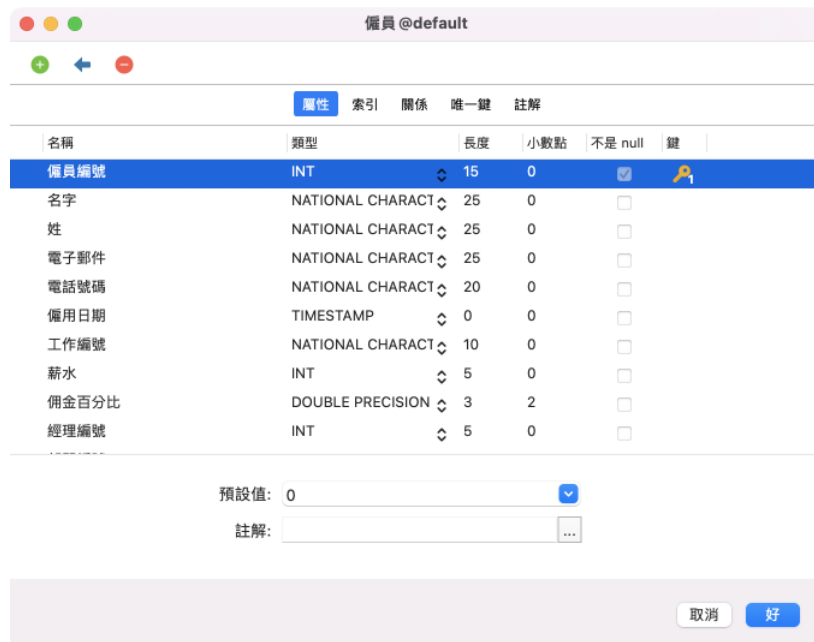 僱員 @default
屬性 索引 關係 唯一鍵 註解
名稱 類型 長度 小數點 不是 null 鍵
僱員編號 INT 15 0 1
名字 NATIONAL CHARACT 25 0
姓 NATIONAL CHARACT 25 0
電子郵件 NATIONAL CHARACT 25 0
電話號碼 NATIONAL CHARACT 20 0
僱用日期 TIMESTAMP 0 0
工作編號 NATIONAL CHARACT 10 0
薪水 INT 5 0
佣金百分比 DOUBLE PRECISION 3 2
經理編號 INT 5 0
預設值: 0
註解: ...
取消 好